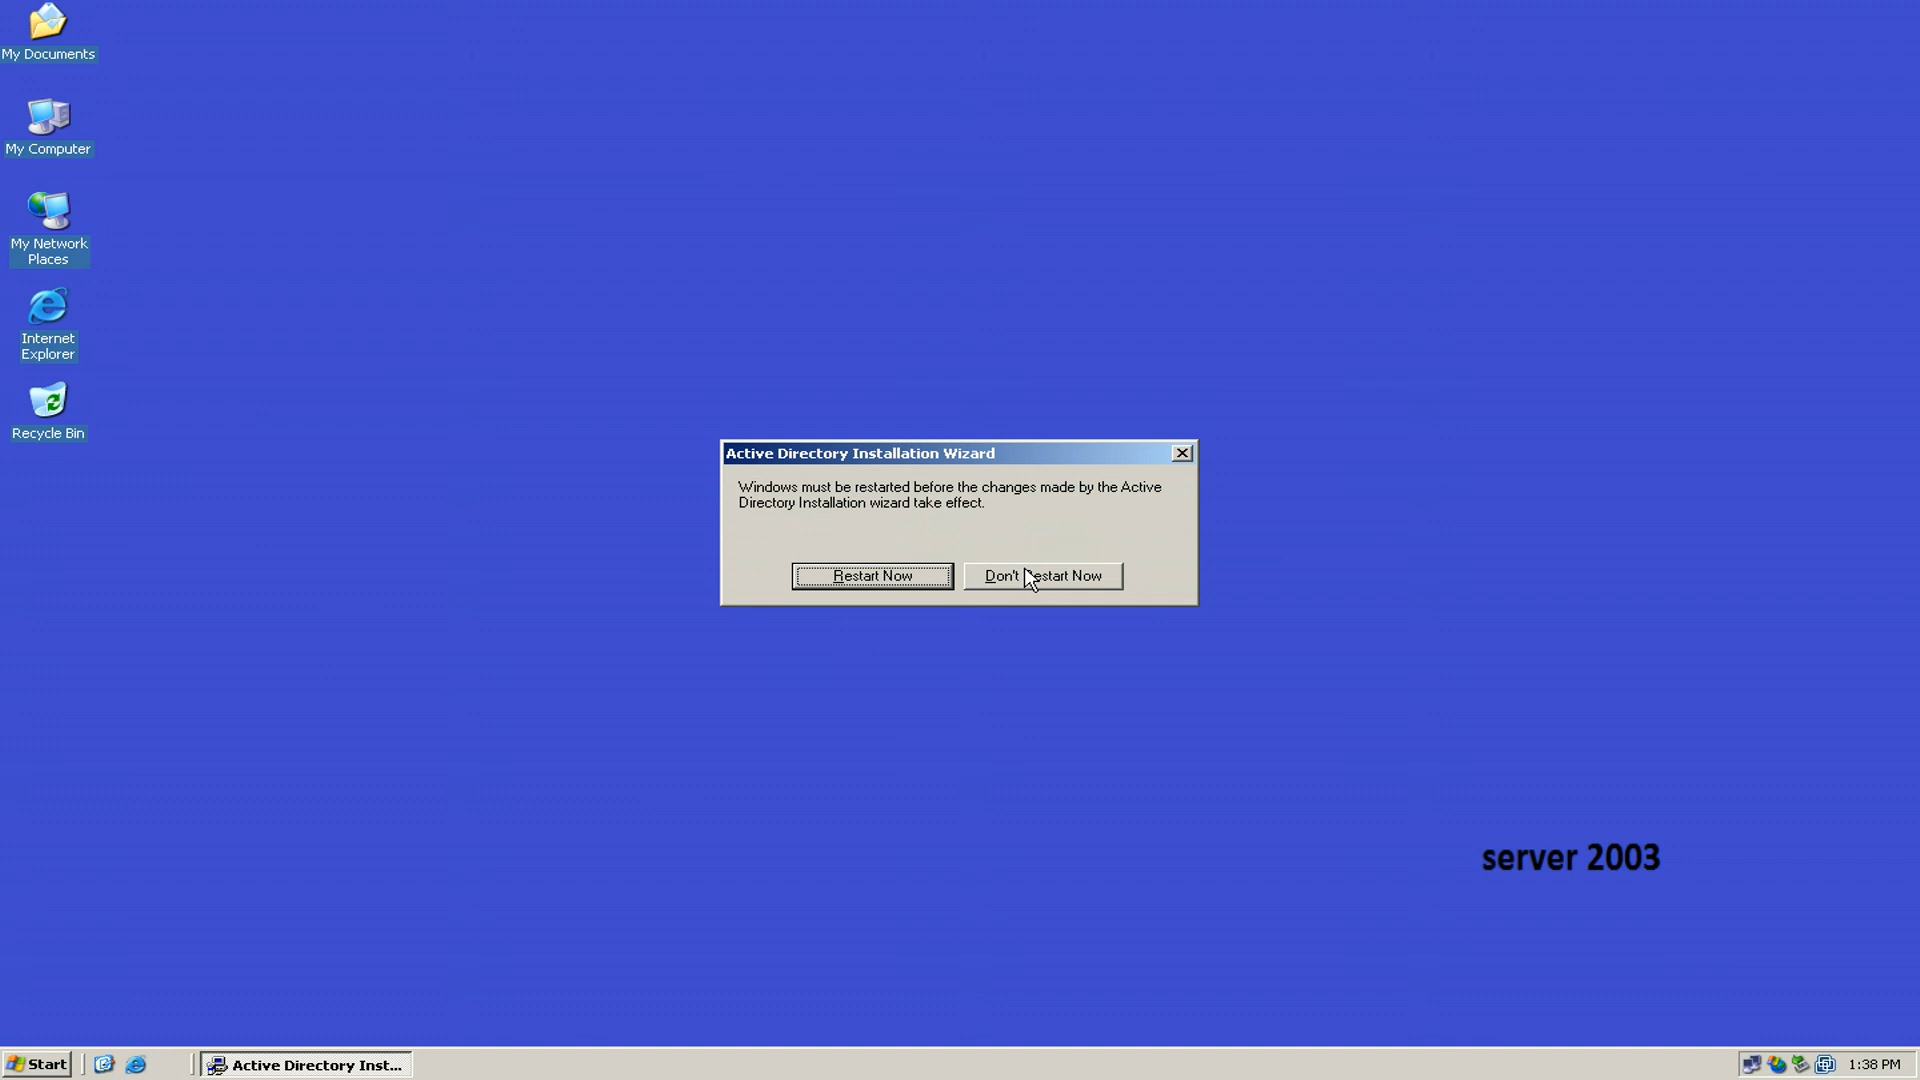 My Documents
My Computer
My Network
Places
Internet
Explorer
Recycle Bin
Active Directory Installation Wizard
Windows must be restarted before the changes made by the Active
Directory Installation wizard take effect.
Restart Now
Don't Restart Now
server 2003
Start
Active Directory Inst...
1:38 PM